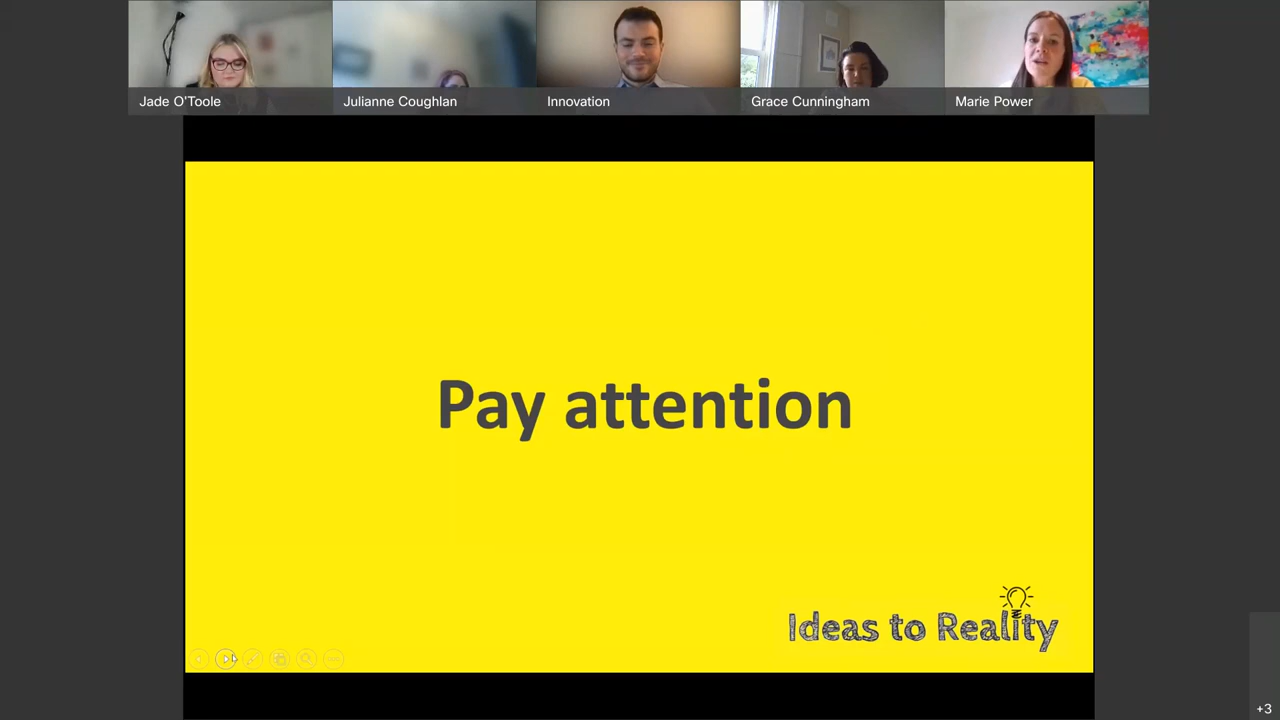 Jade O'Toole
Julianne Coughlan
Innovation
Grace Cunningham
Marie Power
Pay attention
Ideas to Reality
+3